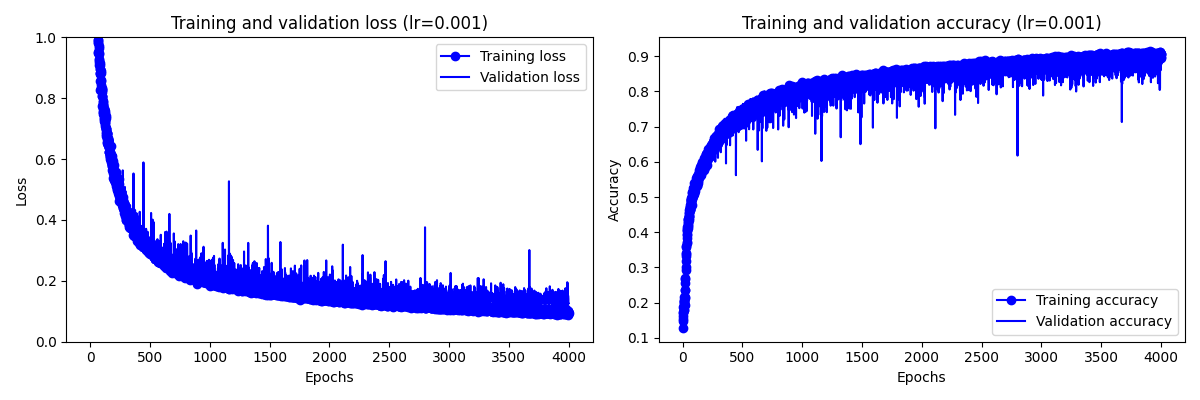 Training and validation loss (lr=0.001)
Training and validation accuracy (lr=0.001)
1.0
0.8
0.6
0.4
0.2
0.0
Loss
Training loss
Validation loss
0 500 1000 1500 2000 2500 3000 3500 4000
Epochs
0.9
0.8
0.7
0.6
0.5
0.4
0.3
0.2
0.1
Accuracy
Training accuracy
Validation accuracy
0 500 1000 1500 2000 2500 3000 3500 4000
Epochs